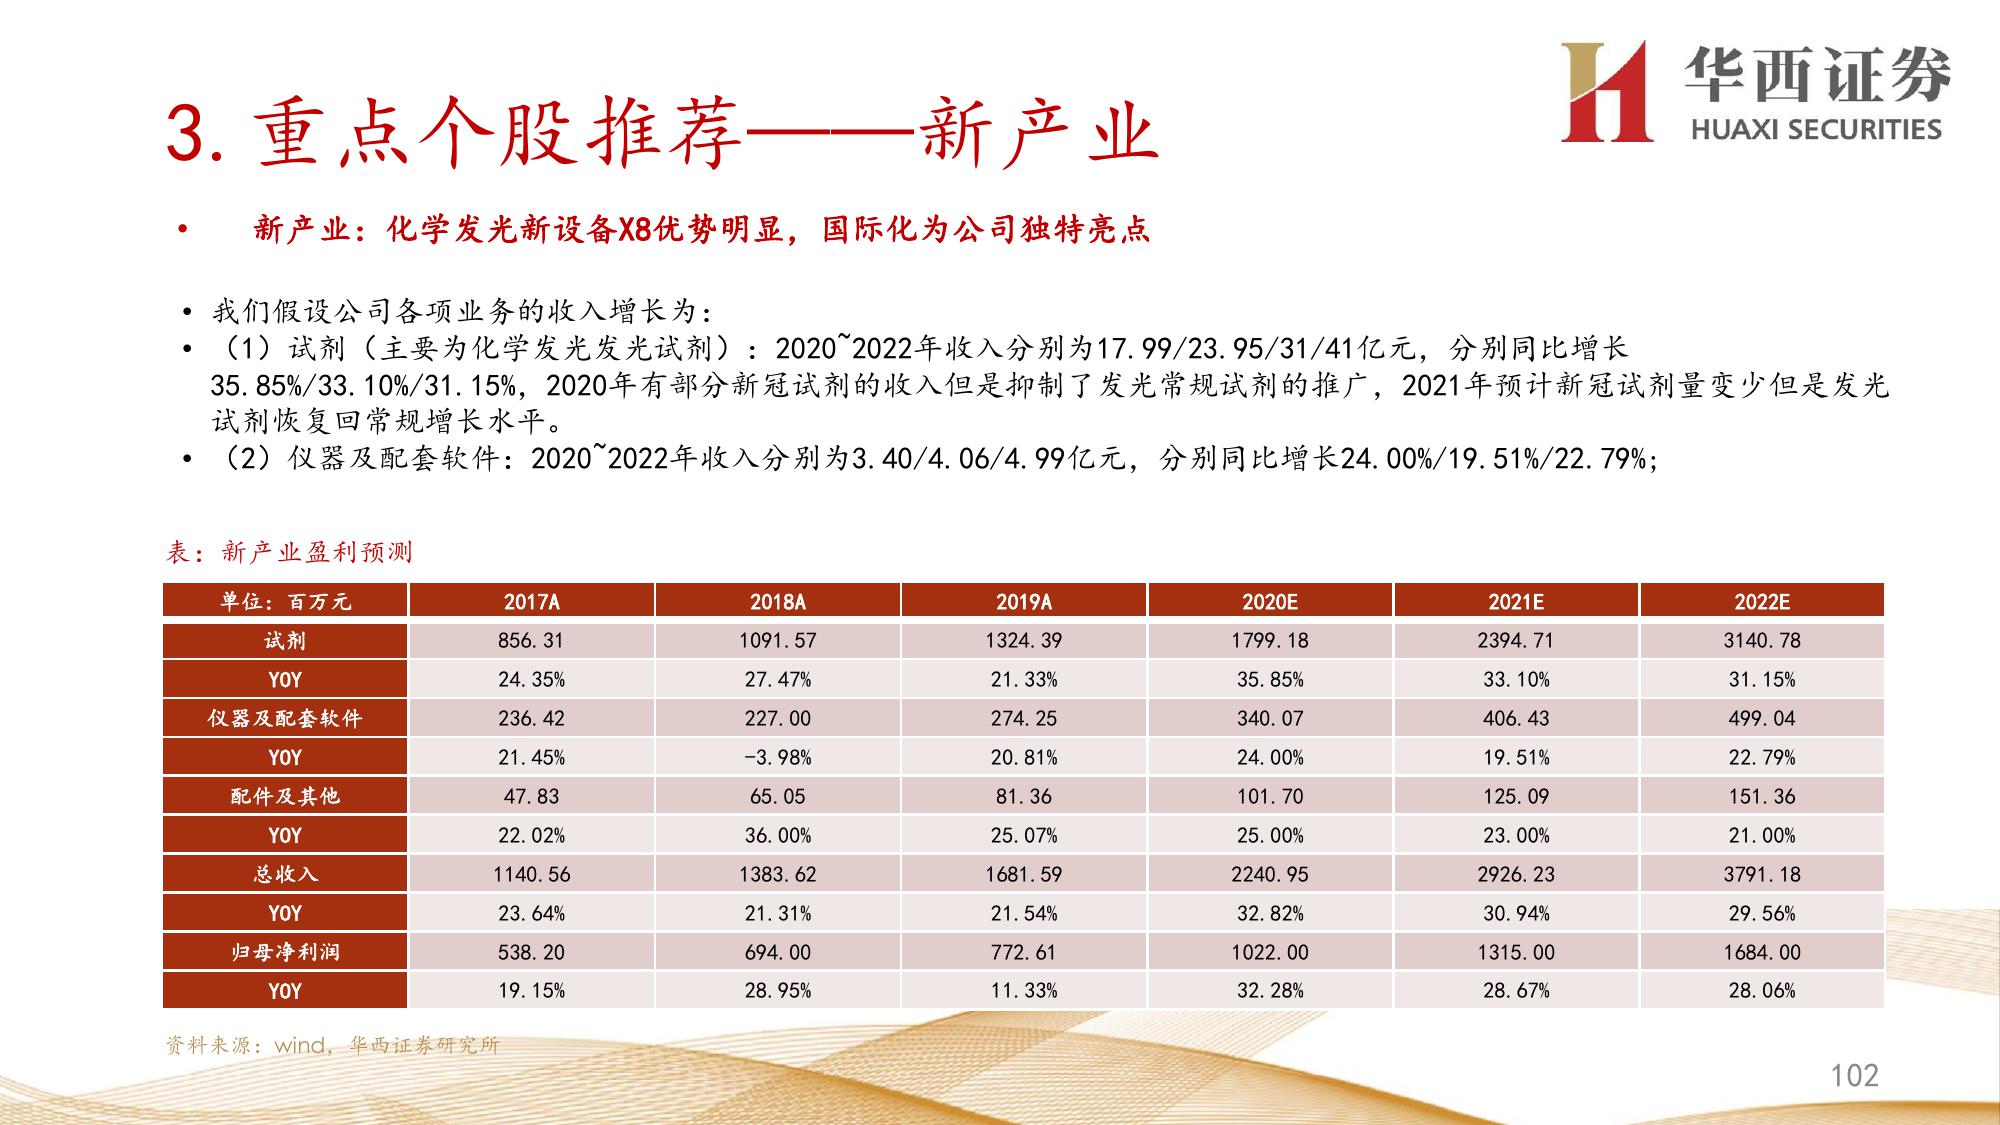 华西证券
HUAXI SECURITIES
3. 重点个股推荐——新产业
• 新产业：化学发光新设备X8优势明显，国际化为公司独特亮点
• 我们假设公司各项业务的收入增长为：
• （1）试剂（主要为化学发光发光试剂）：2020~2022年收入分别为17.99/23.95/31/41亿元，分别同比增长
35.85%/33.10%/31.15%，2020年有部分新冠试剂的收入但是抑制了发光常规试剂的推广，2021年预计新冠试剂量变少但是发光
试剂恢复回常规增长水平。
• （2）仪器及配套软件：2020~2022年收入分别为3.40/4.06/4.99亿元，分别同比增长24.00%/19.51%/22.79%；
表：新产业盈利预测
单位：百万元 2017A 2018A 2019A 2020E 2021E 2022E
试剂 856.31 1091.57 1324.39 1799.18 2394.71 3140.78
YOY 24.35% 27.47% 21.33% 35.85% 33.10% 31.15%
仪器及配套软件 236.42 227.00 274.25 340.07 406.43 499.04
YOY 21.45% -3.98% 20.81% 24.00% 19.51% 22.79%
配件及其他 47.83 65.05 81.36 101.70 125.09 151.36
YOY 22.02% 36.00% 25.07% 25.00% 23.00% 21.00%
总收入 1140.56 1383.62 1681.59 2240.95 2926.23 3791.18
YOY 23.64% 21.31% 21.54% 32.82% 30.94% 29.56%
归母净利润 538.20 694.00 772.61 1022.00 1315.00 1684.00
YOY 19.15% 28.95% 11.33% 32.28% 28.67% 28.06%
资料来源：wind，华西证券研究所
102